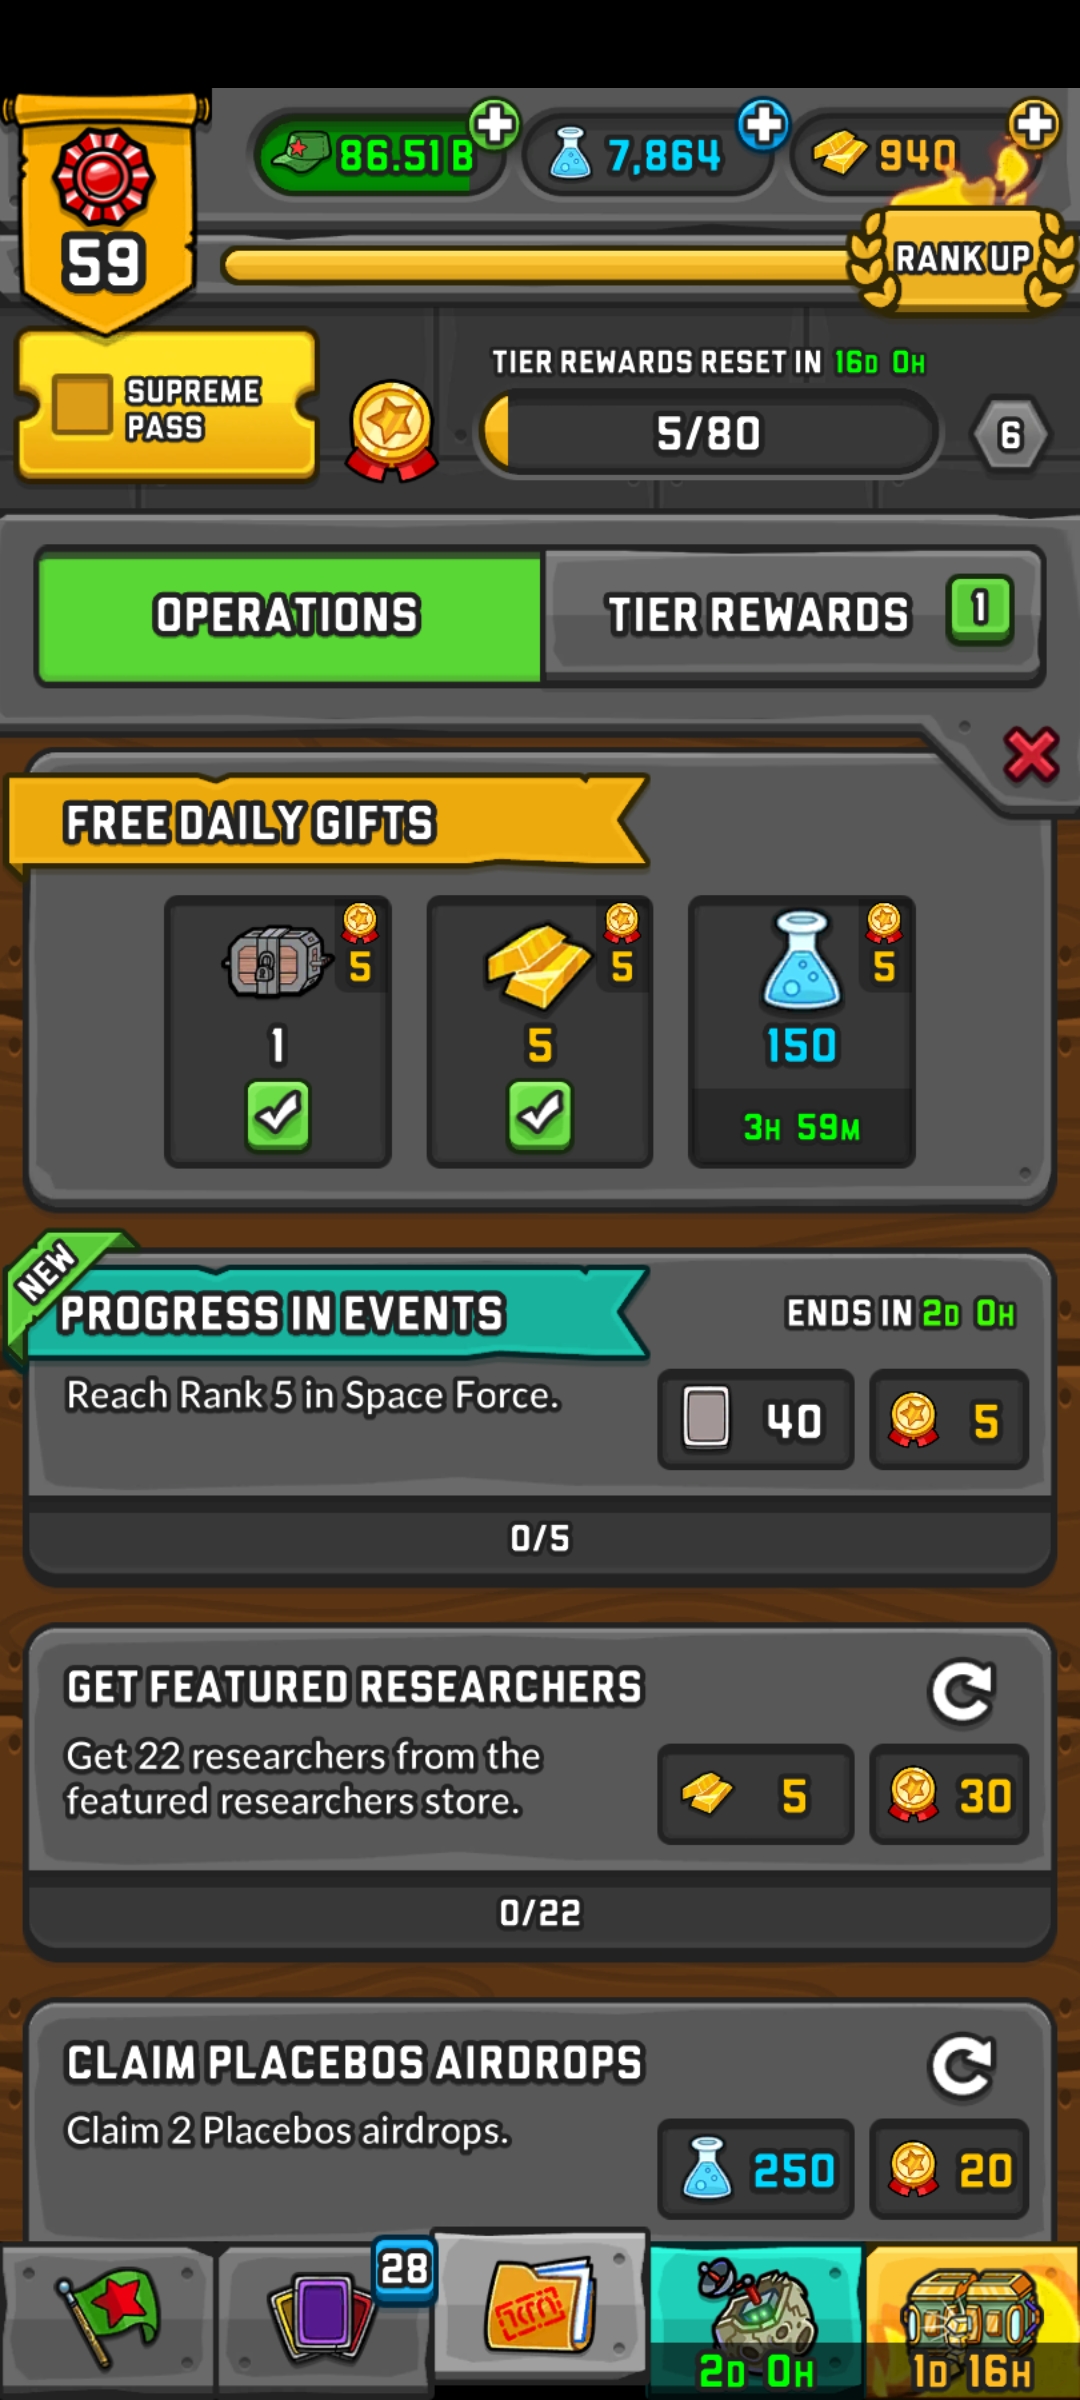 86.51B
7,864
940
59
RANK UP
SUPREME
PASS
TIER REWARDS RESET IN 16D 0H
5/80
6
OPERATIONS
TIER REWARDS
1
FREE DAILY GIFTS
5
5
5
1
5
150
3H 59M
NEW
PROGRESS IN EVENTS
ENDS IN 2D 0H
Reach Rank 5 in Space Force.
40
5
0/5
GET FEATURED RESEARCHERS
Get 22 researchers from the
featured researchers store.
5
30
0/22
CLAIM PLACEBOS AIRDROPS
Claim 2 Placebos airdrops.
250
20
28
2D 0H
1D 16H